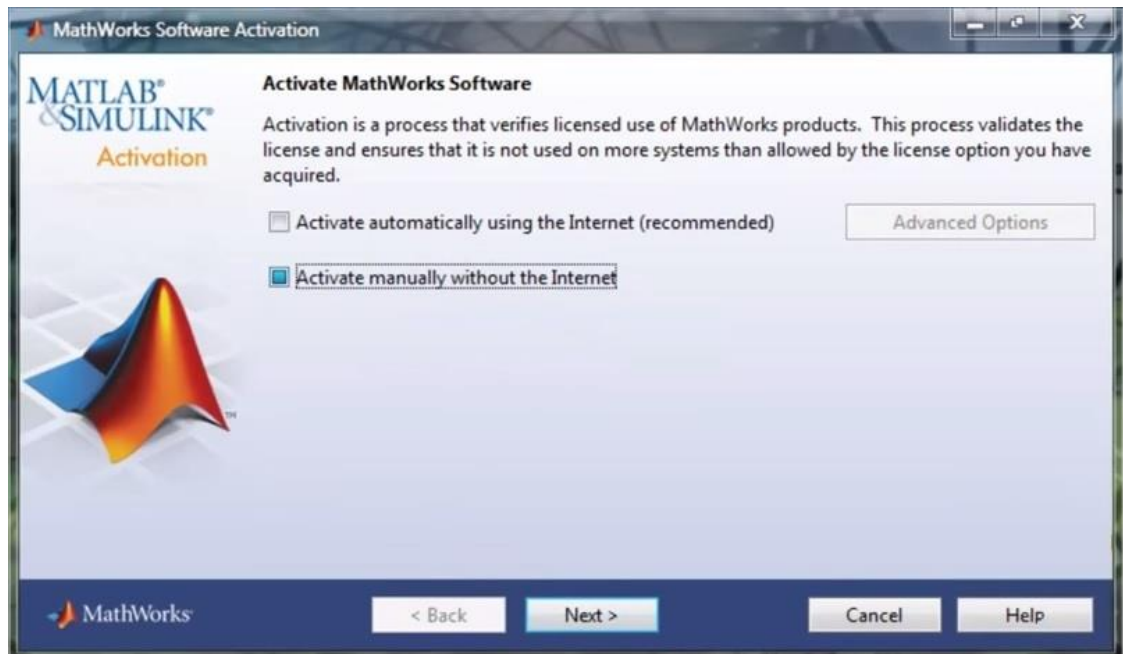 MathWorks Software Activation
MATLAB®
&SIMULINK®
Activation
Activate MathWorks Software
Activation is a process that verifies licensed use of MathWorks products. This process validates the
license and ensures that it is not used on more systems than allowed by the license option you have
acquired.
Activate automatically using the Internet (recommended)
Advanced Options
Activate manually without the Internet
TM
MathWorks
< Back
Next >
Cancel
Help